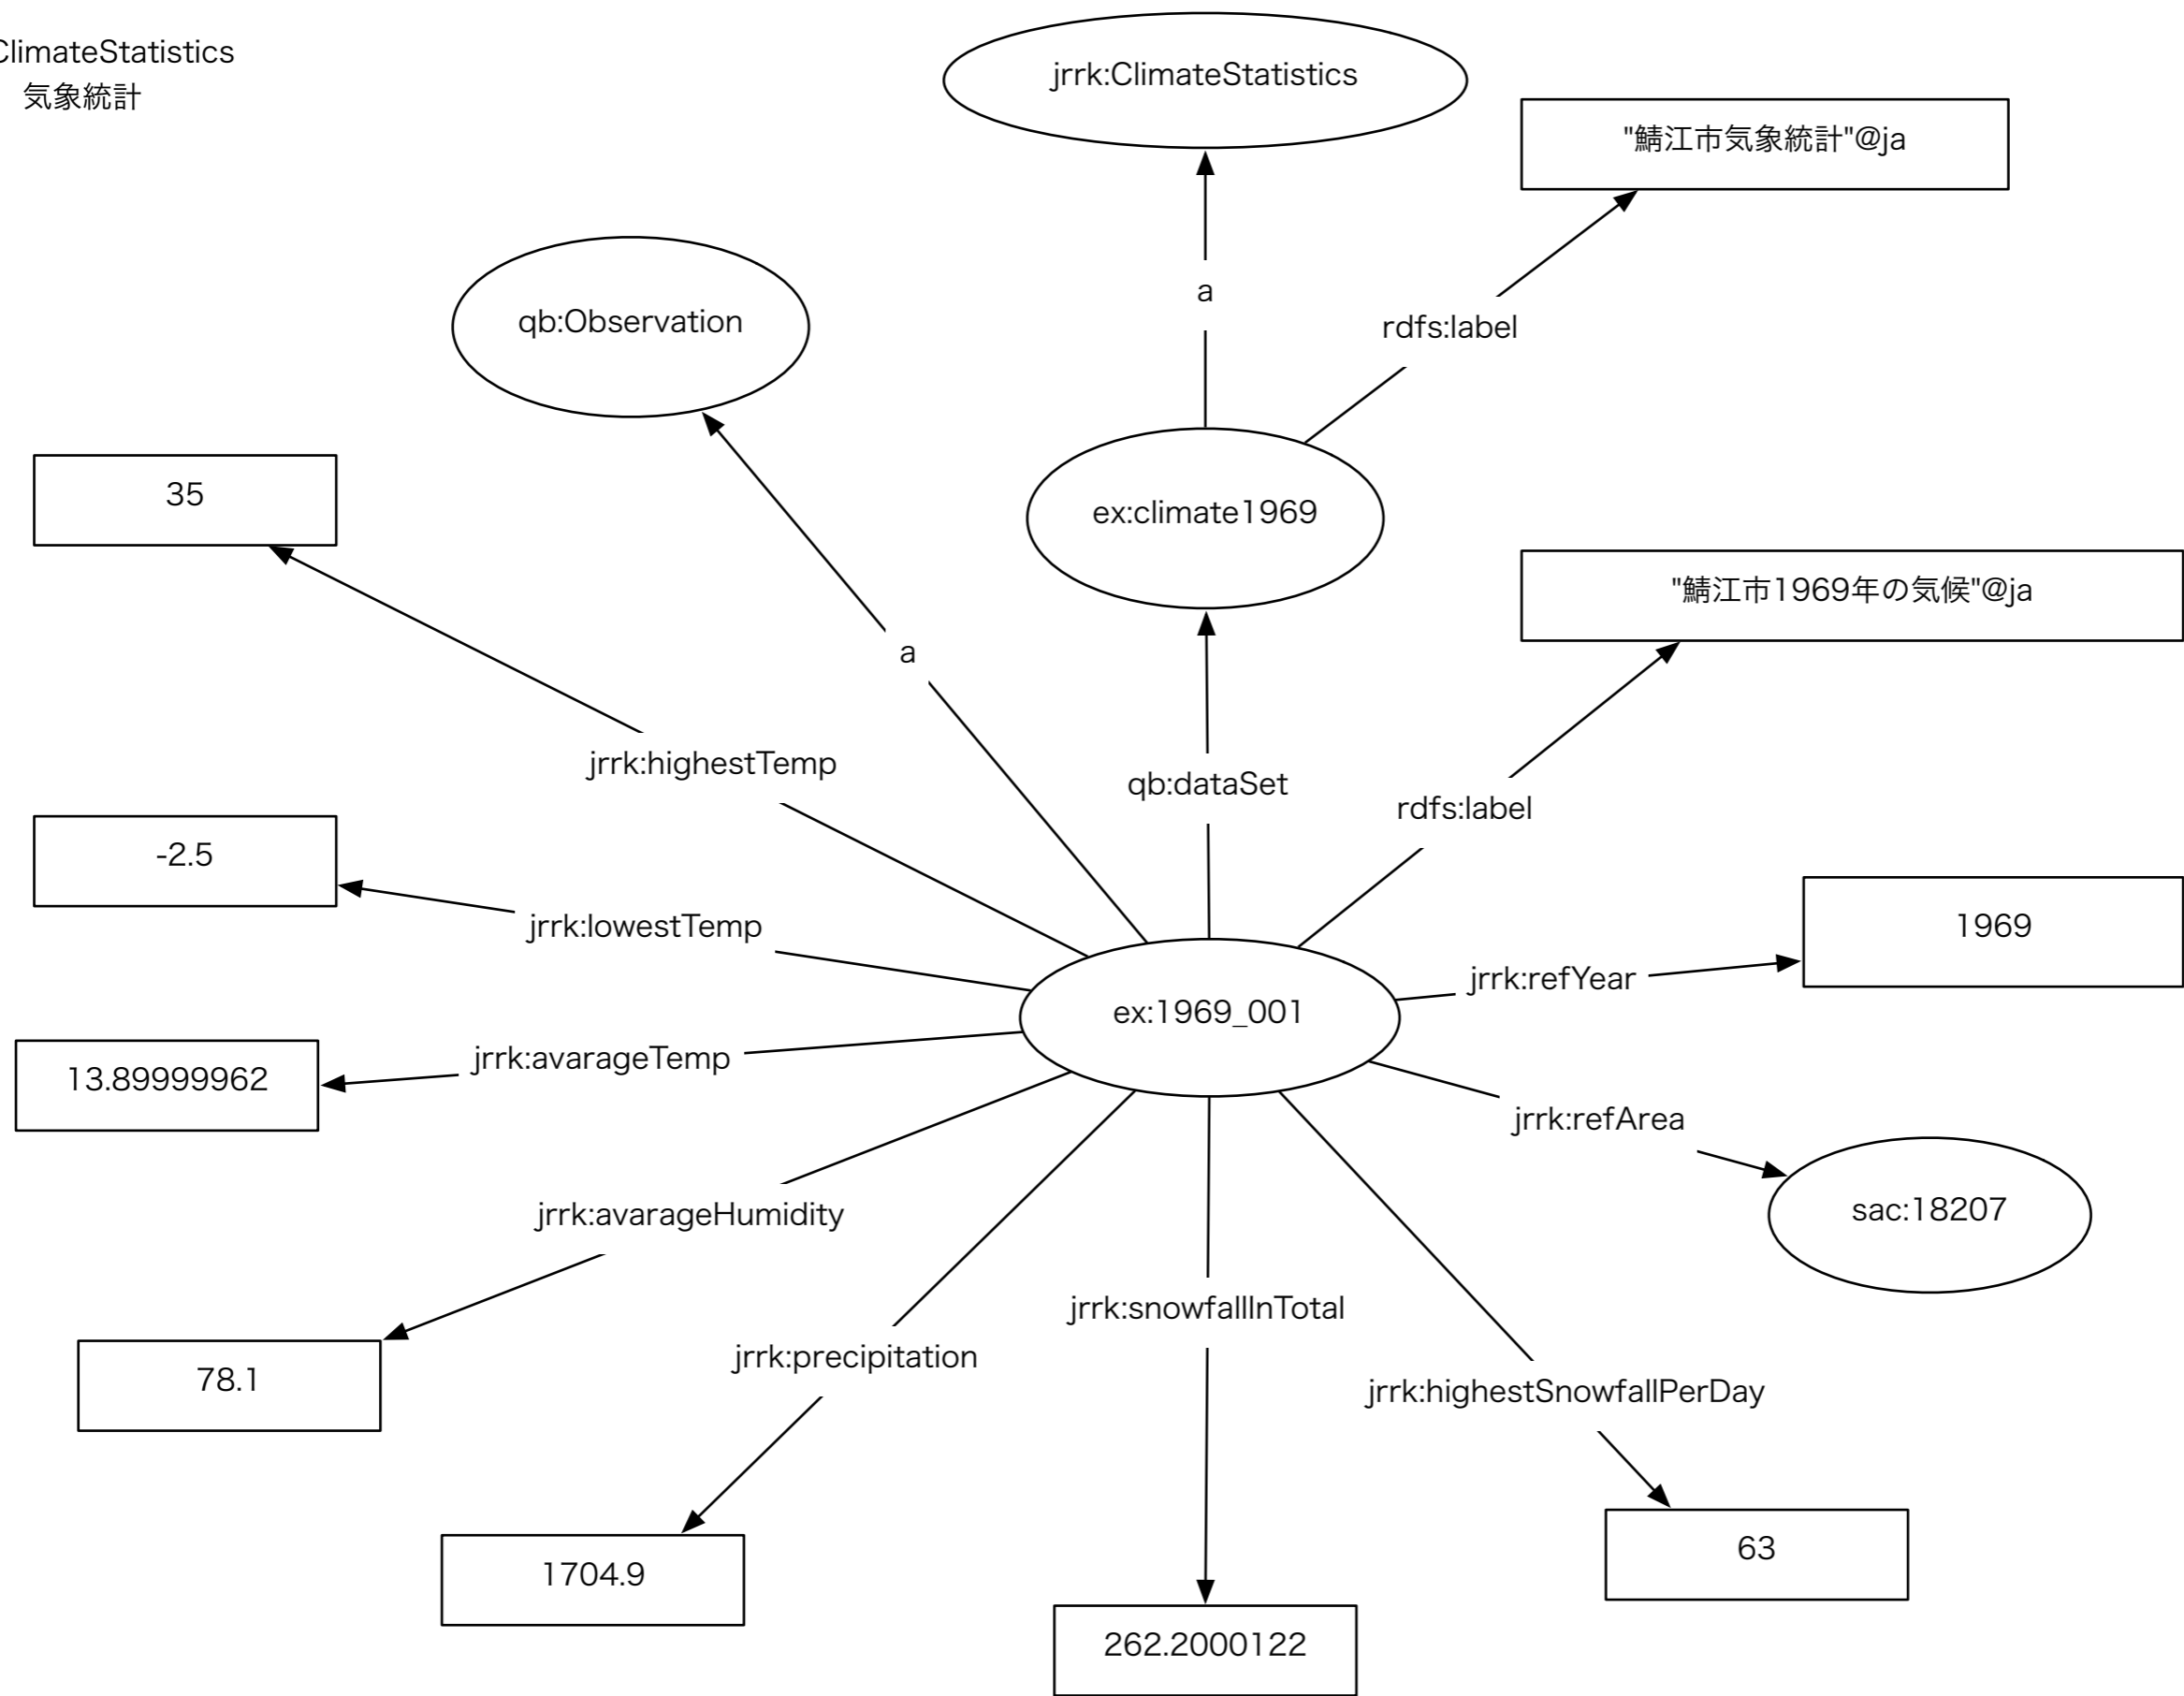 ClimateStatistics
気象統計
jrrk:ClimateStatistics
"鯖江市気象統計"@ja
a
rdfs:label
qb:Observation
35
ex:climate1969
"鯖江市1969年の気候"@ja
a
jrrk:highestTemp
qb:dataSet
rdfs:label
-2.5
jrrk:lowestTemp
1969
jrrk:refYear
ex:1969_001
13.89999962
jrrk:avarageTemp
jrrk:refArea
sac:18207
jrrk:avarageHumidity
jrrk:snowfallInTotal
78.1
jrrk:precipitation
jrrk:highestSnowfallPerDay
1704.9
63
262.2000122